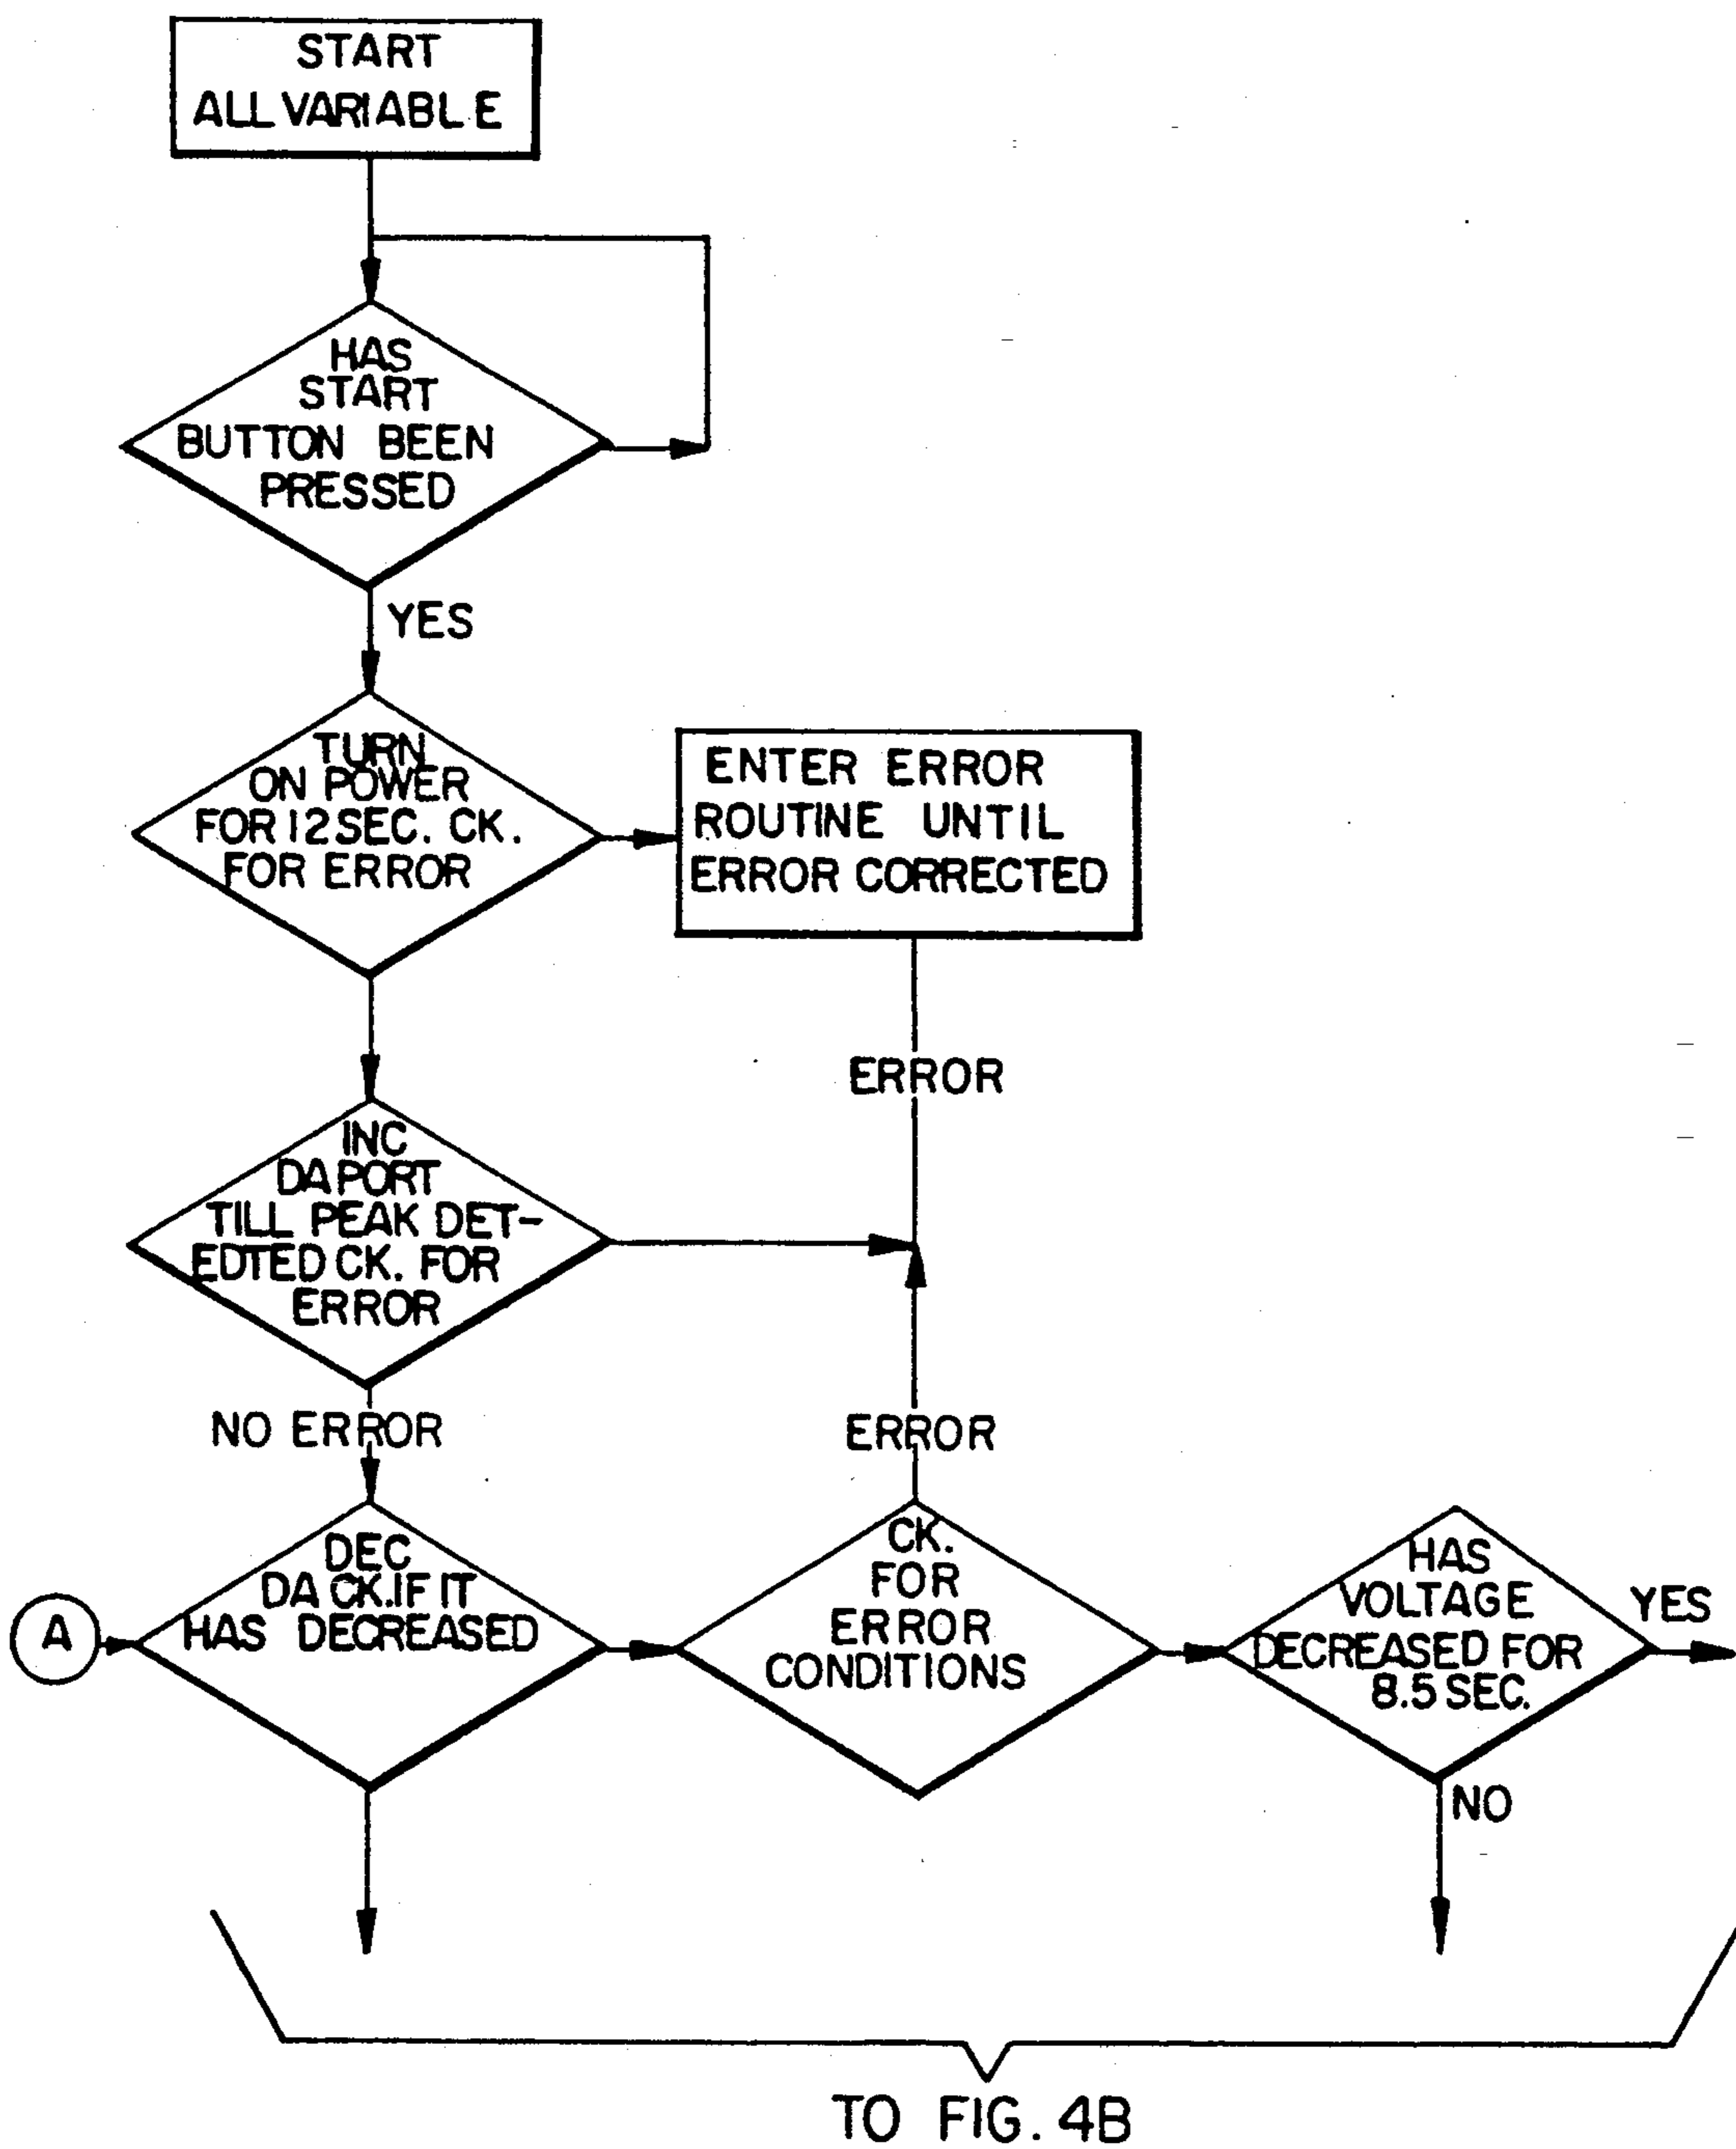 START
ALL VARIABLE
HAS
START
BUTTON BEEN
PRESSED
YES
TURN
ON POWER
FOR 12 SEC. CK.
FOR ERROR
ENTER ERROR
ROUTINE UNTIL
ERROR CORRECTED
ERROR
INC
DA PORT
TILL PEAK DET-
EDTED CK. FOR
ERROR
NO ERROR
ERROR
A
DEC
DA CK. IF IT
HAS DECREASED
CK.
FOR
ERROR
CONDITIONS
HAS
VOLTAGE
DECREASED FOR
8.5 SEC.
YES
NO
TO FIG. 4B